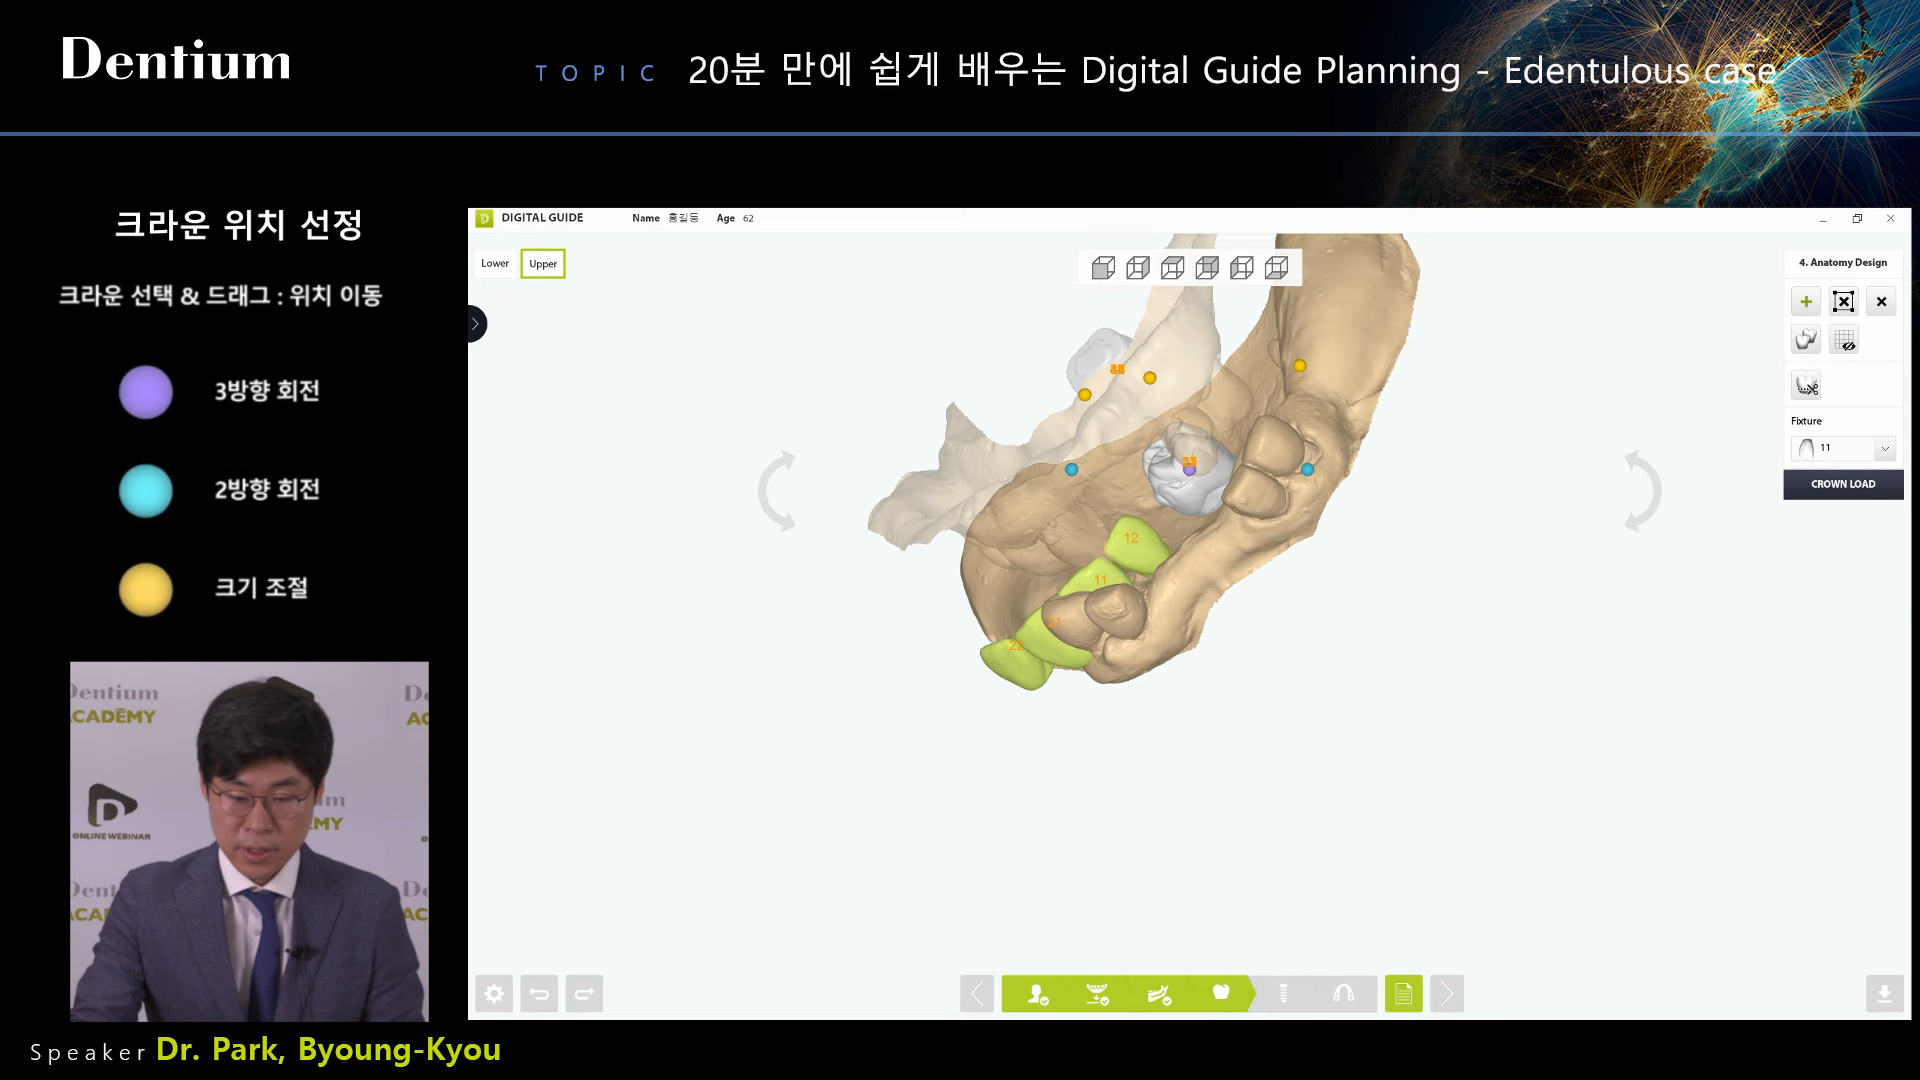 Dentium
TOPIC 20분 만에 쉽게 배우는 Digital Guide Planning - Edentulous case
크라운 위치 선정
크라운 선택 & 드래그 : 위치 이동
3방향 회전
2방향 회전
크기 조절
DIGITAL GUIDE Name 홍길동 Age 62
Lower Upper
4. Anatomy Design
Fixture
11
CROWN LOAD
12
11
22
Dentium
ACADEMY
ONLINE WEBINAR
Speaker Dr. Park, Byoung-Kyou